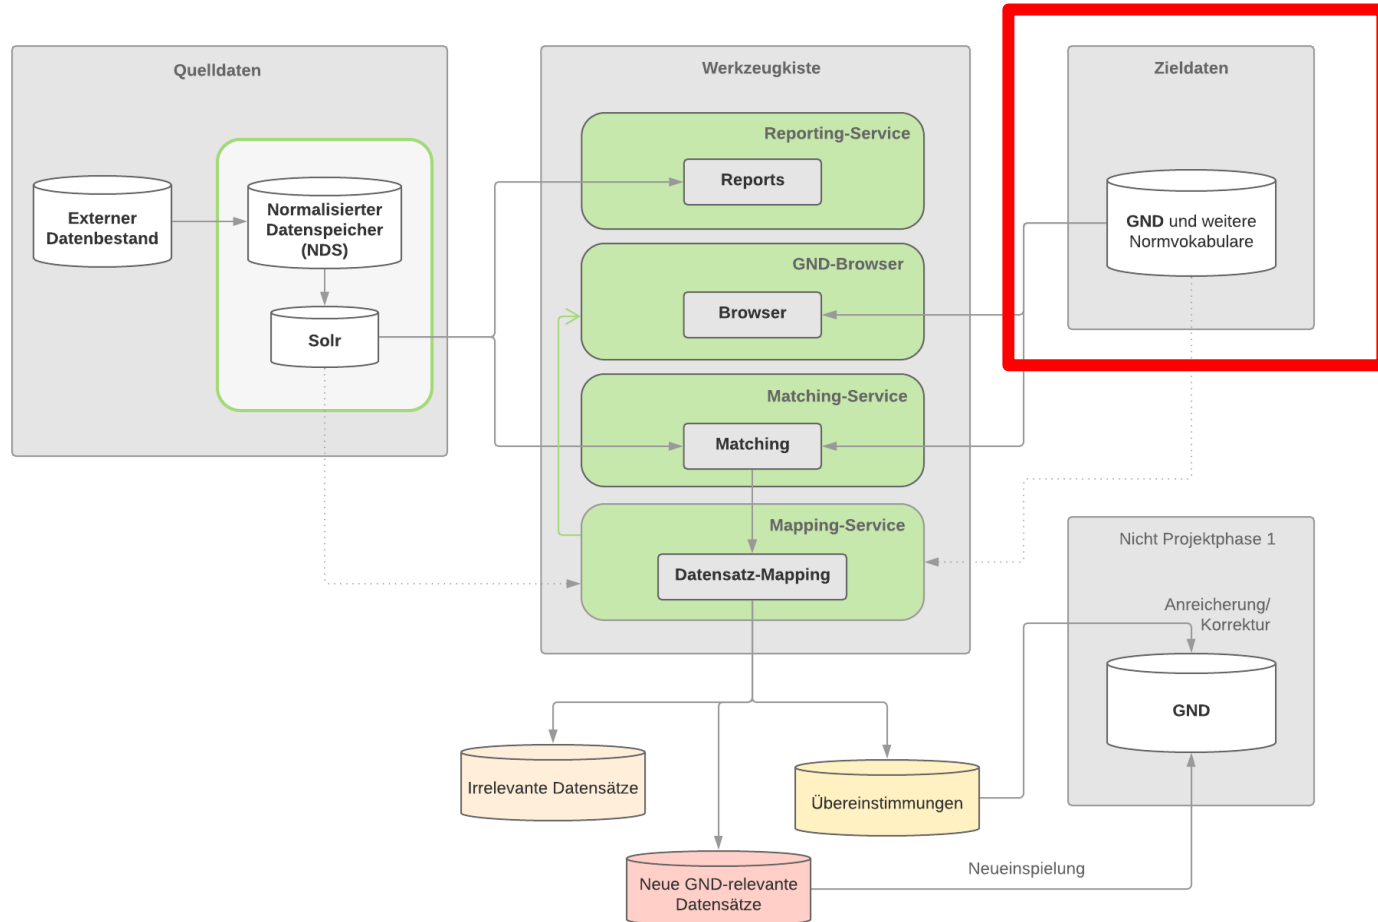 Quelldaten
Externer
Datenbestand
Normalisierter
Datenspeicher
(NDS)
Solr
Werkzeugkiste
Reporting-Service
Reports
GND-Browser
Browser
Matching-Service
Matching
Mapping-Service
Datensatz-Mapping
Zieldaten
GND und weitere
Normvokabulare
Nicht Projektphase 1
Anreicherung/
Korrektur
GND
Irrelevante Datensätze
Übereinstimmungen
Neueinspielung
Neue GND-relevante
Datensätze